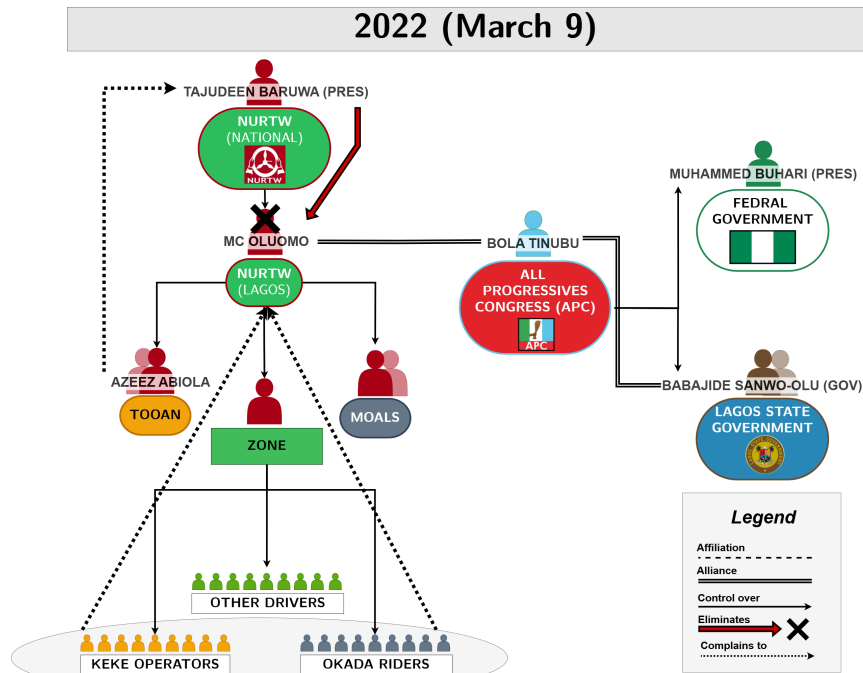 2022 (March 9)
TAJUDEEN BARUWA (PRES)
NURTW
(NATIONAL)
NURTW
MC OLUOMO
NURTW
(LAGOS)
BOLA TINUBU
ALL
PROGRESSIVES
CONGRESS (APC)
APC
MUHAMMED BUHARI (PRES)
FEDRAL
GOVERNMENT
BABAJIDE SANWO-OLU (GOV)
LAGOS STATE
GOVERNMENT
AZEEZ ABIOLA
TOOAN
MOALS
ZONE
OTHER DRIVERS
KEKE OPERATORS
OKADA RIDERS
Legend
Affiliation
Alliance
Control over
Eliminates
Complains to